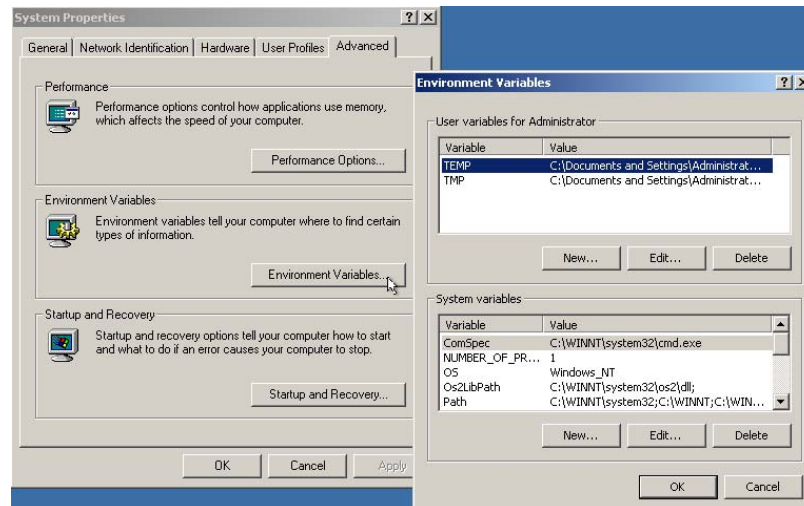 System Properties
General
Network Identification
Hardware
User Profiles
Advanced
Performance
Performance options control how applications use memory,
which affects the speed of your computer.
Performance Options...
Environment Variables
Environment variables tell your computer where to find certain
types of information.
Environment Variables...
Startup and Recovery
Startup and recovery options tell your computer how to start
and what to do if an error causes your computer to stop.
Startup and Recovery...
OK
Cancel
Apply
Environment Variables
User variables for Administrator
Variable Value
TEMP C:\Documents and Settings\Administrat...
TMP C:\Documents and Settings\Administrat...
New... Edit... Delete
System variables
Variable Value
ComSpec C:\WINNT\system32\cmd.exe
NUMBER_OF_PR... 1
OS Windows_NT
Os2LibPath C:\WINNT\system32\os2\dll;
Path C:\WINNT\system32;C:\WINNT;C:\WIN...
New... Edit... Delete
OK Cancel